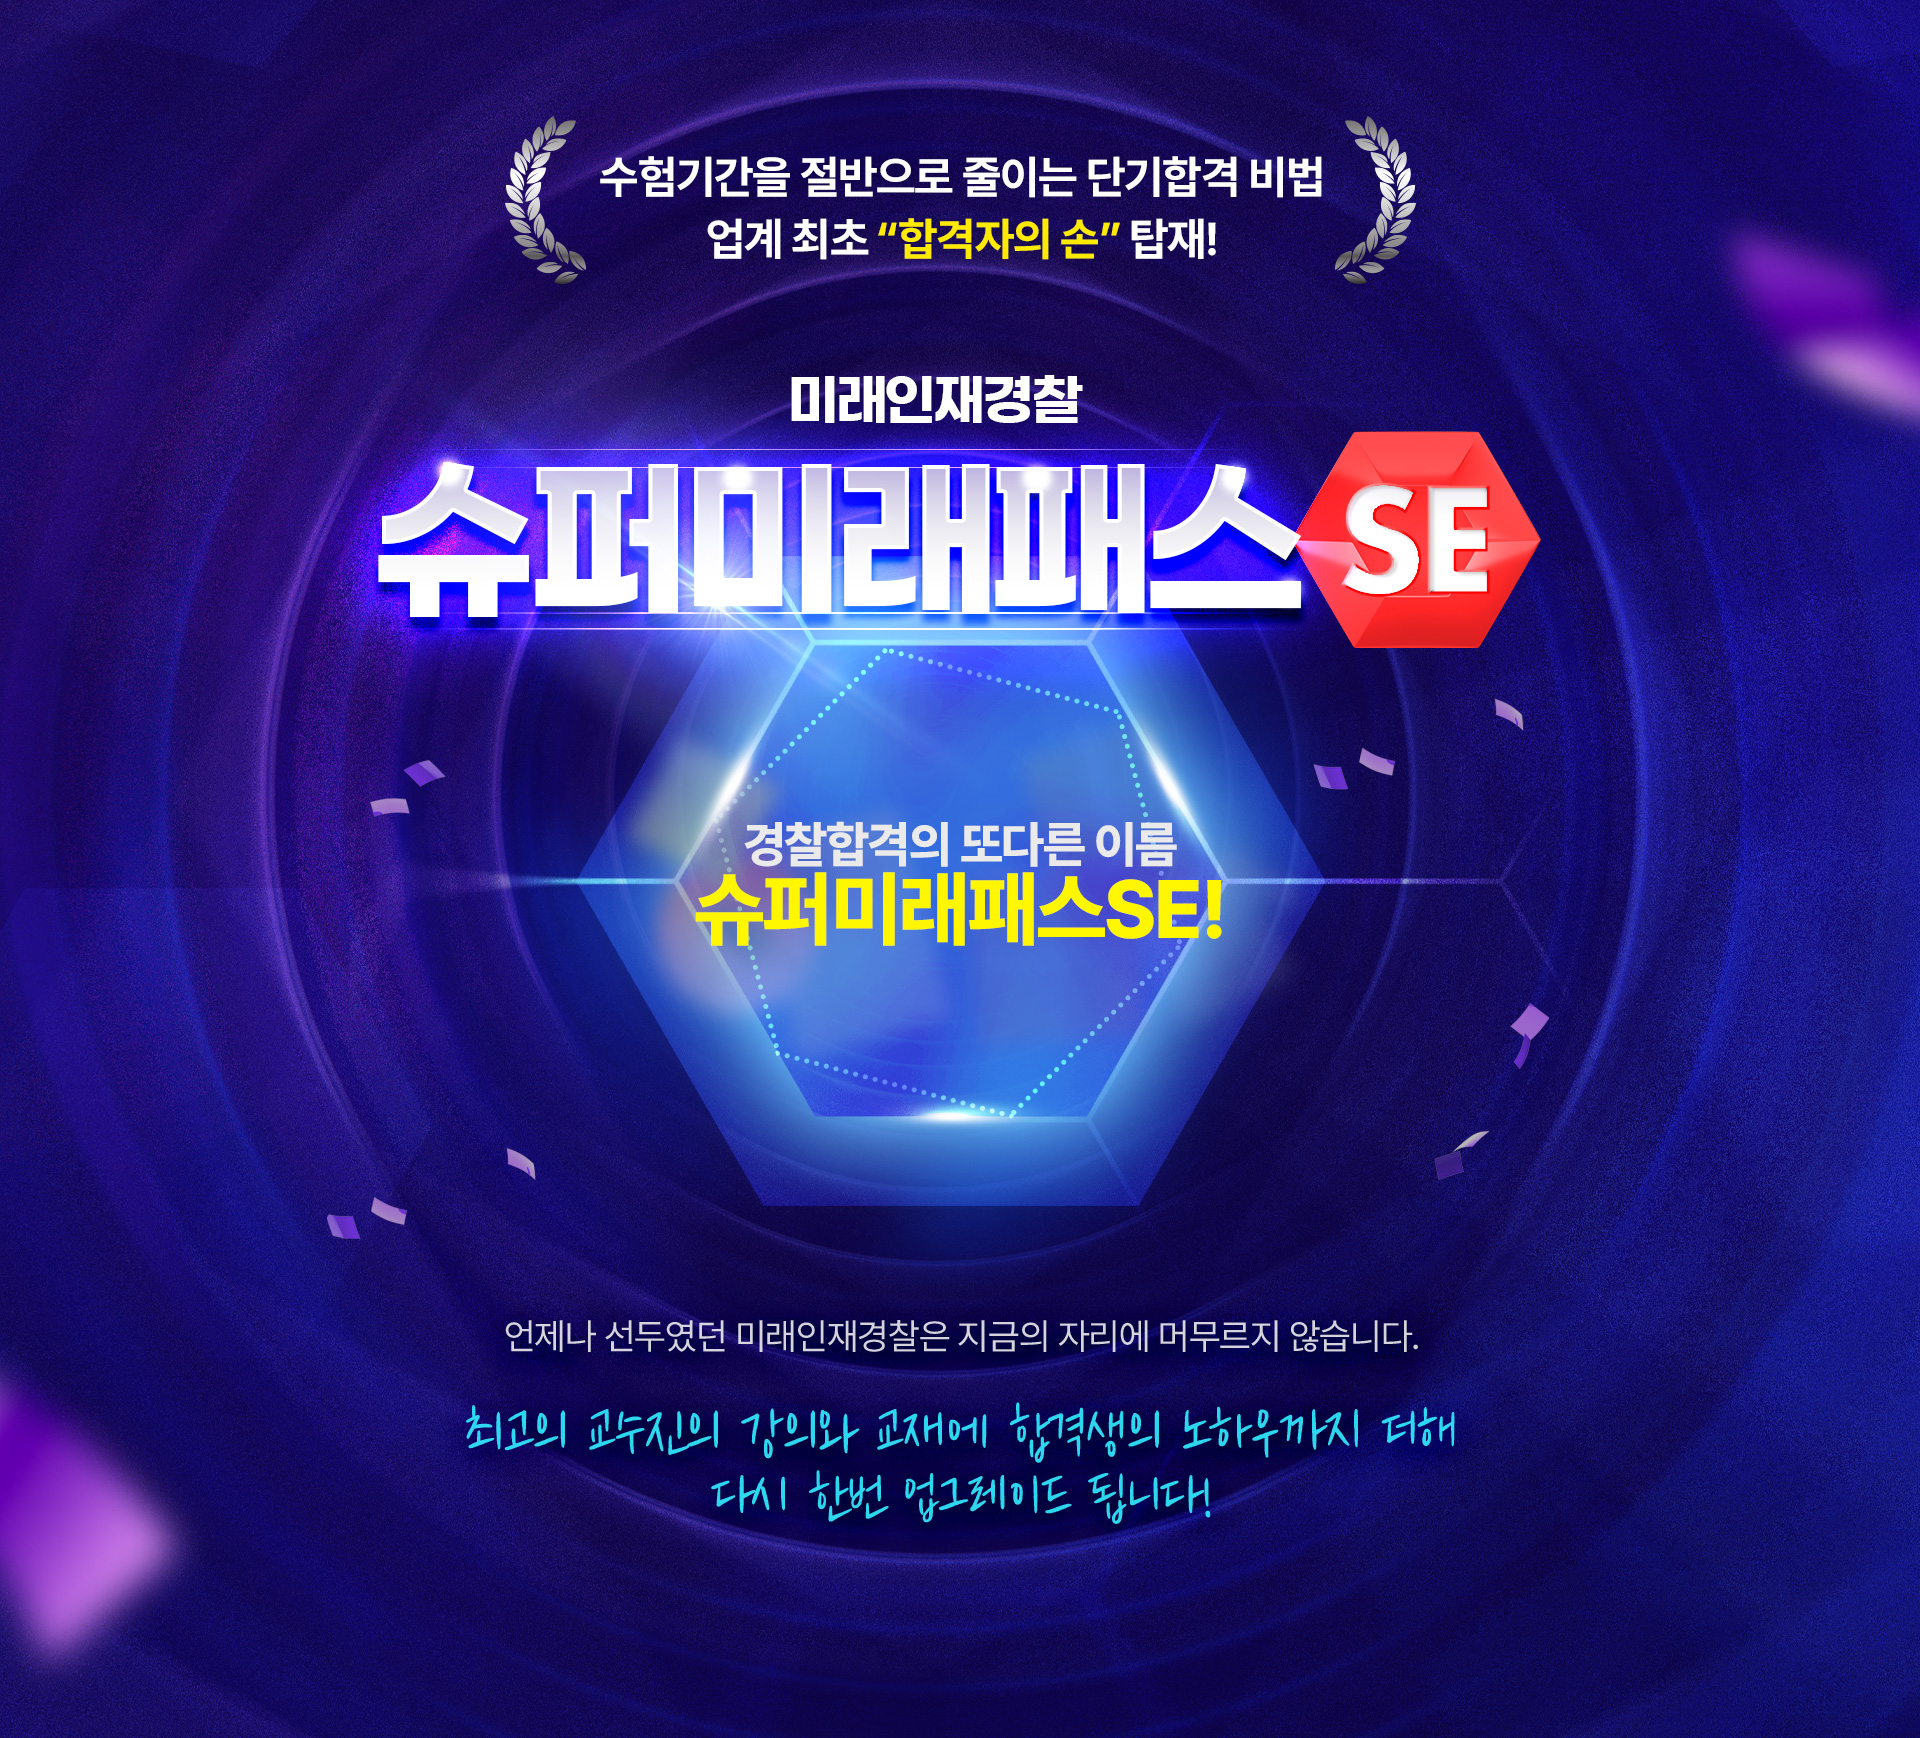 수험기간을 절반으로 줄이는 단기합격 비법
업계 최초 “합격자의 손” 탑재!
미래인재경찰
슈퍼미래패스 SE
경찰합격의 또다른 이롬
슈퍼미래패스SE!
언제나 선두였던 미래인재경찰은 지금의 자리에 머무르지 않습니다.
최고의 교수진의 강의와 교재에 합격생의 노하우까지 더해
다시 한번 업그레이드 됩니다!